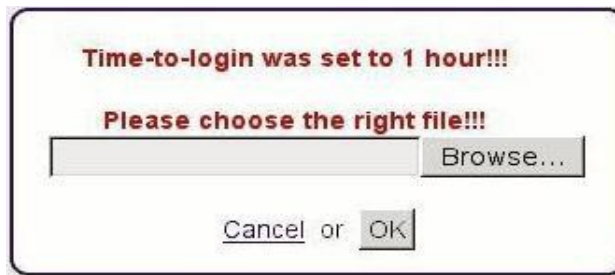 Time-to-login was set to 1 hour!!!
Please choose the right file!!!
Browse...
Cancel or OK